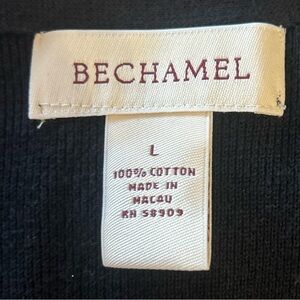 BECHAMEL
L
100% COTTON
MADE IN
MACAU
RN 58909